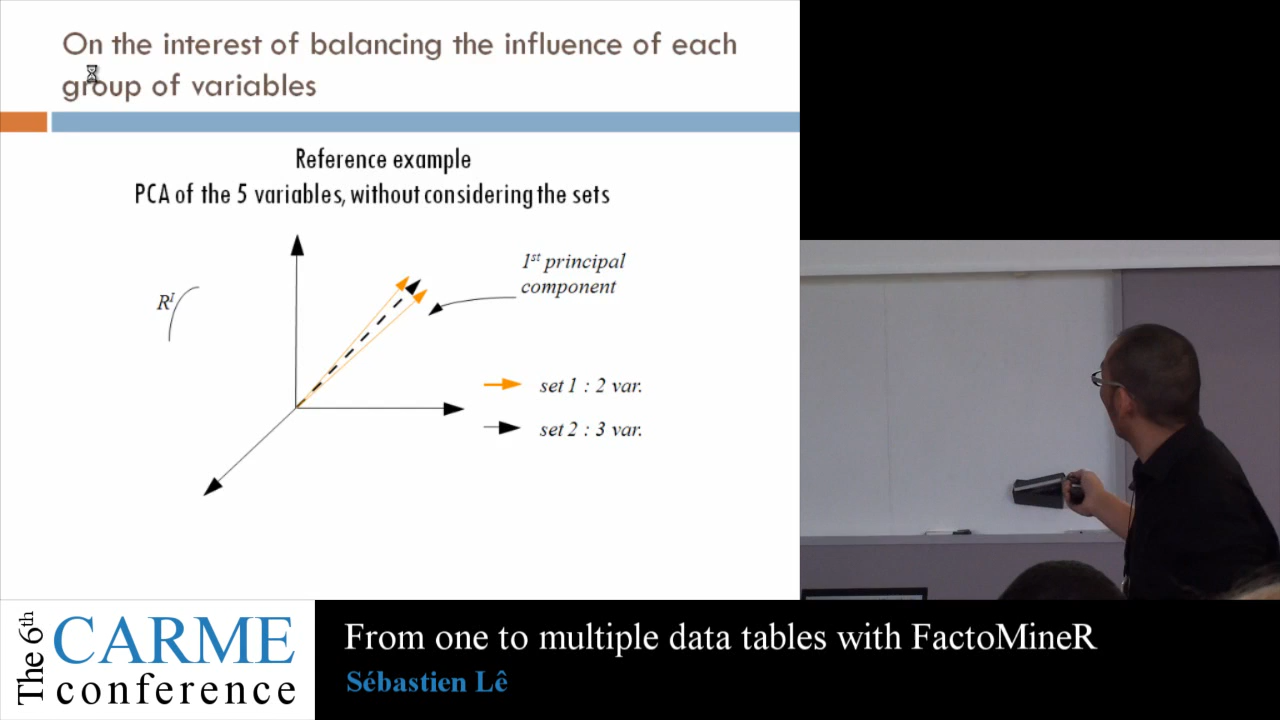 On the interest of balancing the influence of each
group of variables
Reference example
PCA of the 5 variables, without considering the sets
R^I
1st principal
component
set 1 : 2 var.
set 2 : 3 var.
The 6th
CARME
conference
From one to multiple data tables with FactoMineR
Sébastien Lê